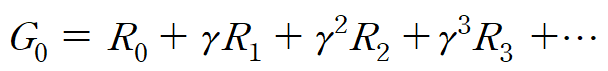 G₀ = R₀ + γR₁ + γ²R₂ + γ³R₃ + ⋯